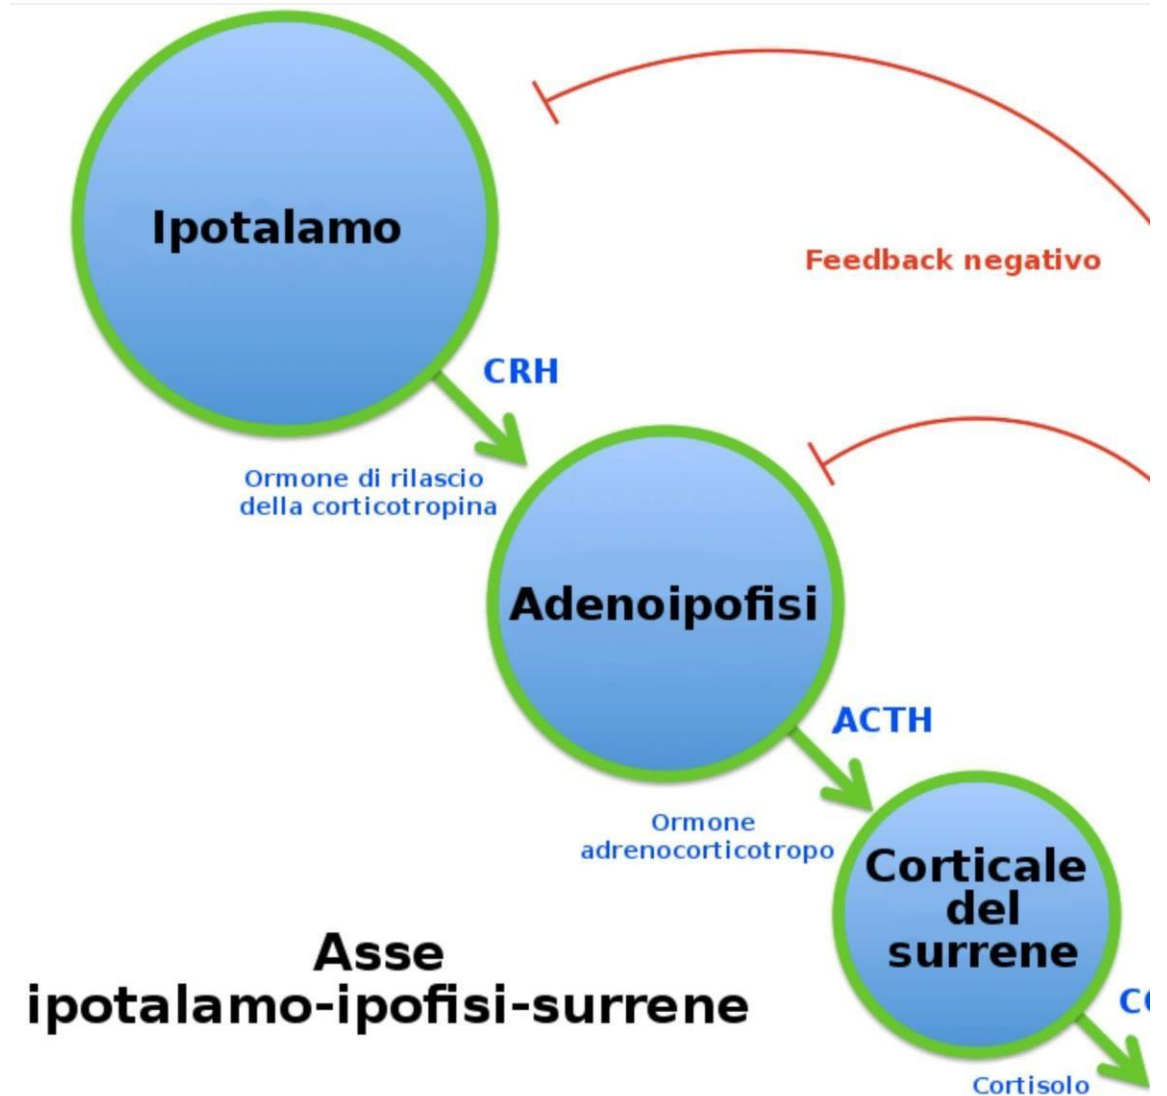 Ipotalamo
Feedback negativo
CRH
Ormone di rilascio
della corticotropina
Adenoipofisi
ACTH
Ormone
adrenocorticotropo
Corticale
del
surrene
Asse
ipotalamo-ipofisi-surrene
Cortisolo